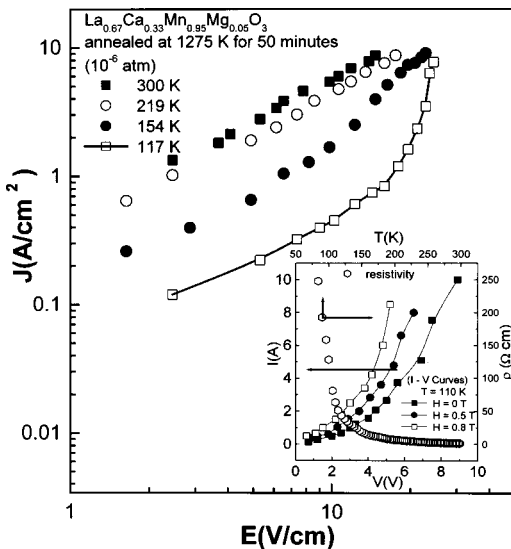 La0.67Ca0.33Mn0.95Mg0.05O3
annealed at 1275 K for 50 minutes
(10-6 atm)
300 K
219 K
154 K
117 K
10
1
0.1
0.01
J(A/cm2)
1
10
E(V/cm)
T(K)
50 100 150 200 250 300
resistivity
10
8
6
4
2
0
I(A)
250
200
150
100
50
0
ρ(Ω cm)
(I - V Curves)
T = 110 K
H = 0 T
H = 0.5 T
H = 0.8 T
0 2 4 6 8 10
V(V)